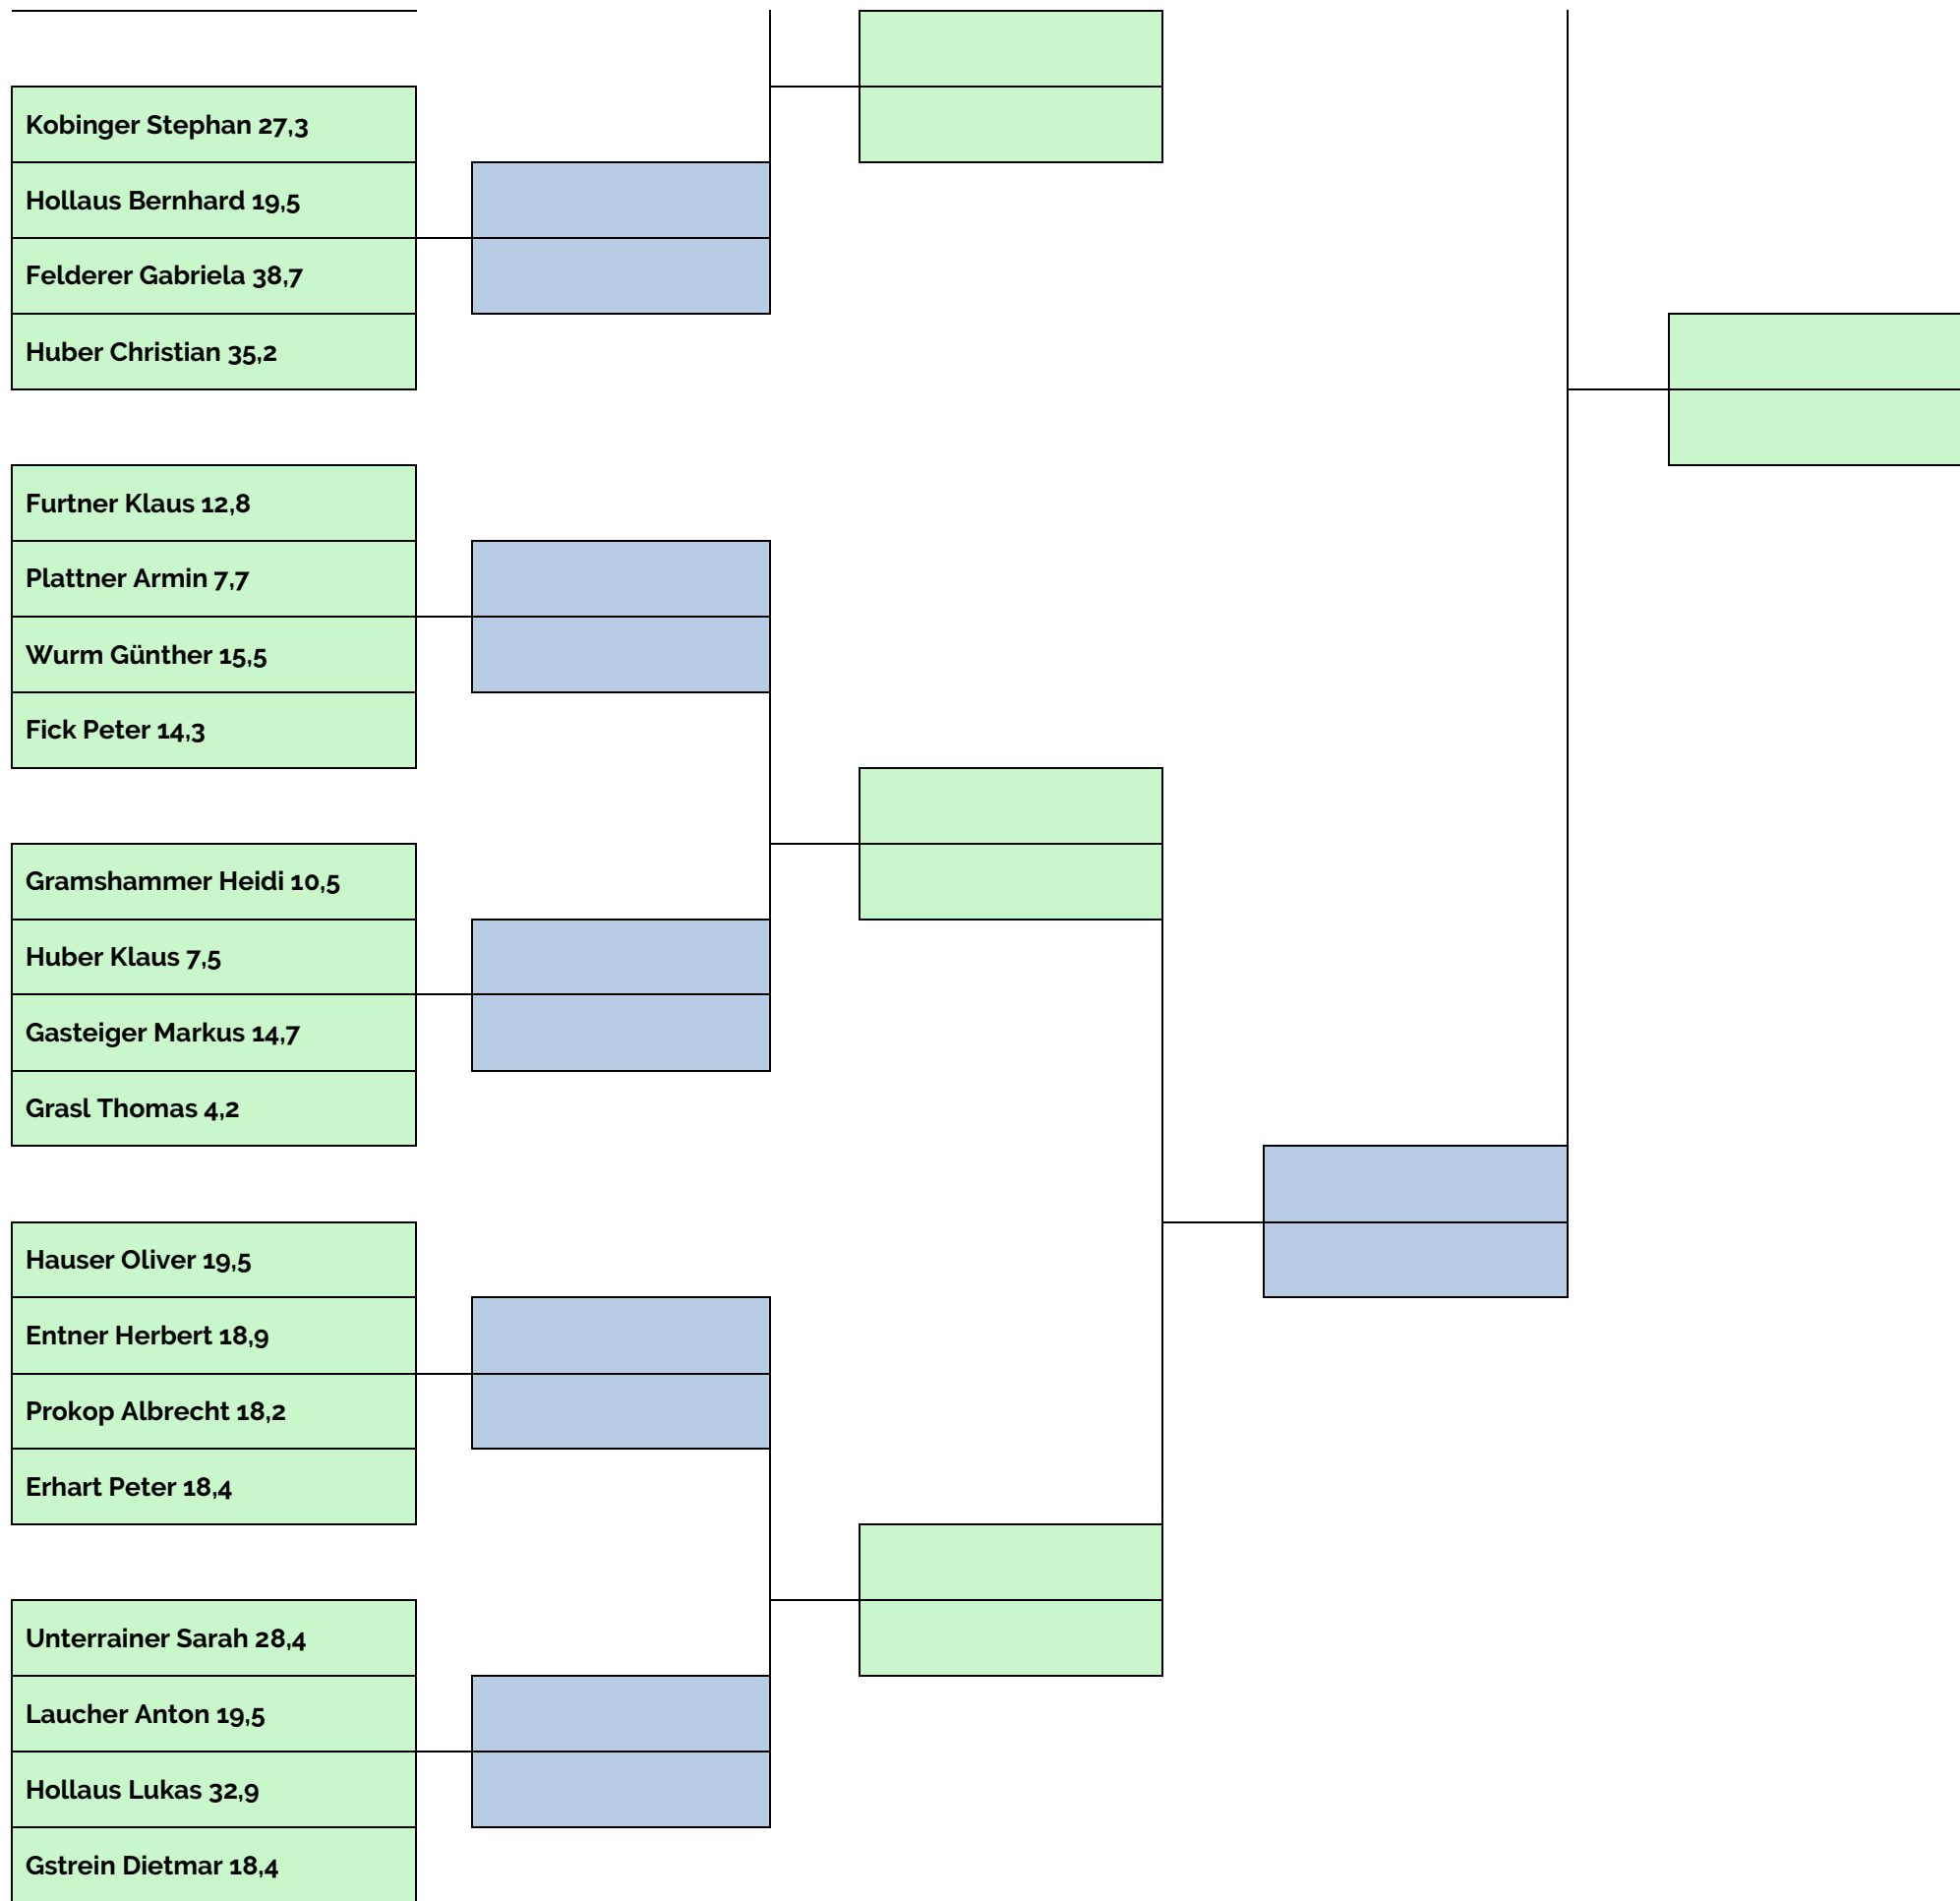 Kobinger Stephan 27,3
Hollaus Bernhard 19,5
Felderer Gabriela 38,7
Huber Christian 35,2
Furtner Klaus 12,8
Plattner Armin 7,7
Wurm Günther 15,5
Fick Peter 14,3
Gramshammer Heidi 10,5
Huber Klaus 7,5
Gasteiger Markus 14,7
Grasl Thomas 4,2
Hauser Oliver 19,5
Entner Herbert 18,9
Prokop Albrecht 18,2
Erhart Peter 18,4
Unterrainer Sarah 28,4
Laucher Anton 19,5
Hollaus Lukas 32,9
Gstrein Dietmar 18,4